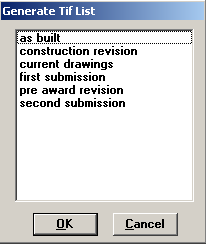 Generate Tif List
as built
construction revision
current drawings
first submission
pre award revision
second submission
OK
Cancel